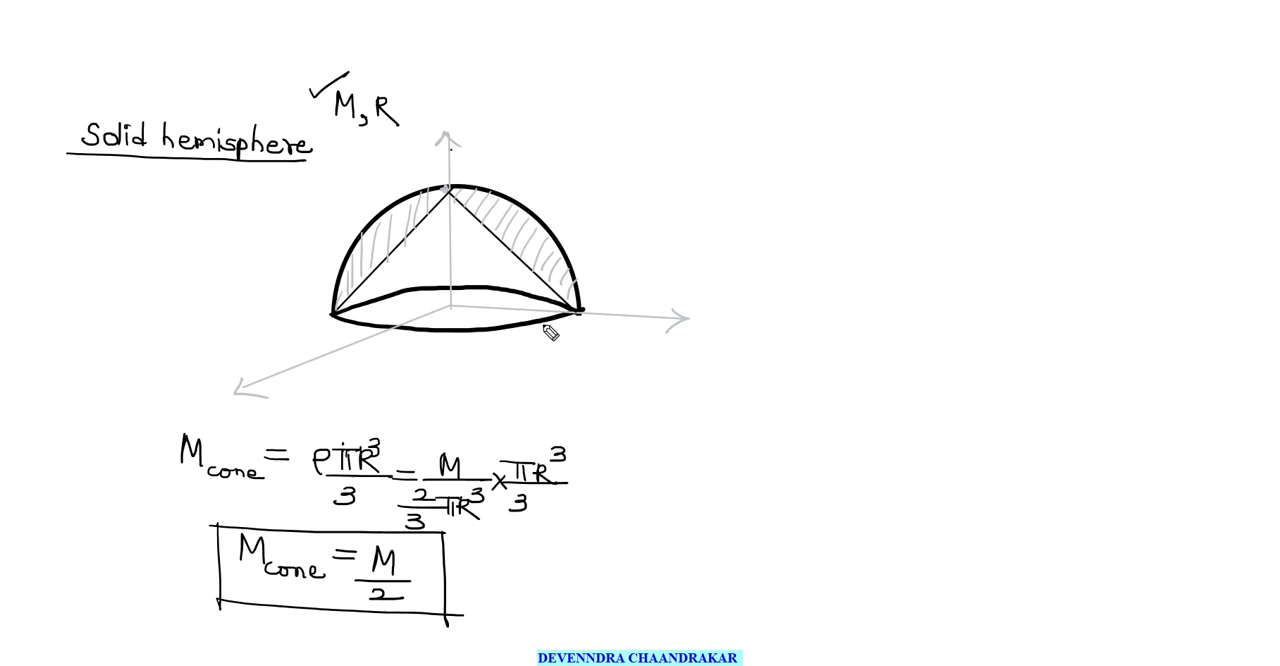 ✓M, R
Solid hemisphere
M_cone = ρπR³/3 = M/(2/3 πR³) × πR³/3
M_cone = M/2
DEVENNDRA CHAANDRAKAR